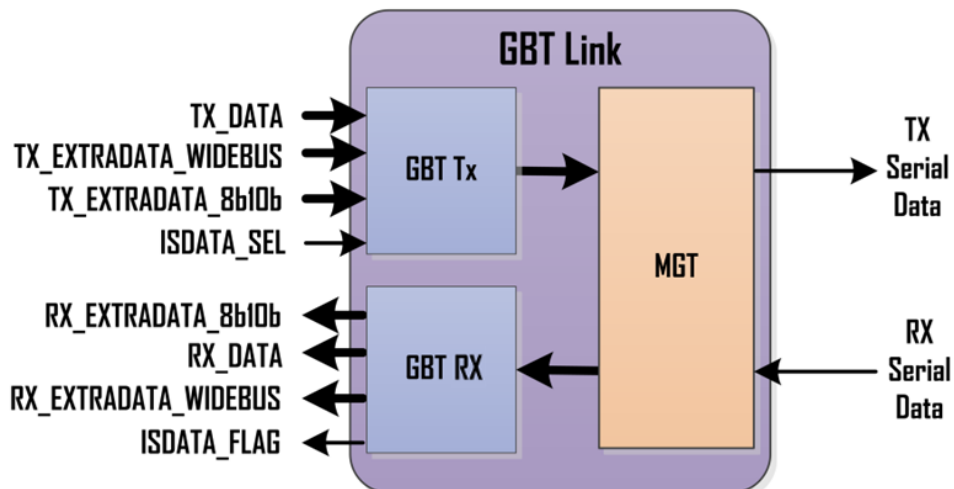 GBT Link
TX_DATA
TX_EXTRADATA_WIDEBUS
TX_EXTRADATA_8b10b
ISDATA_SEL
GBT Tx
MGT
TX
Serial
Data
RX_EXTRADATA_8b10b
RX_DATA
RX_EXTRADATA_WIDEBUS
ISDATA_FLAG
GBT RX
RX
Serial
Data